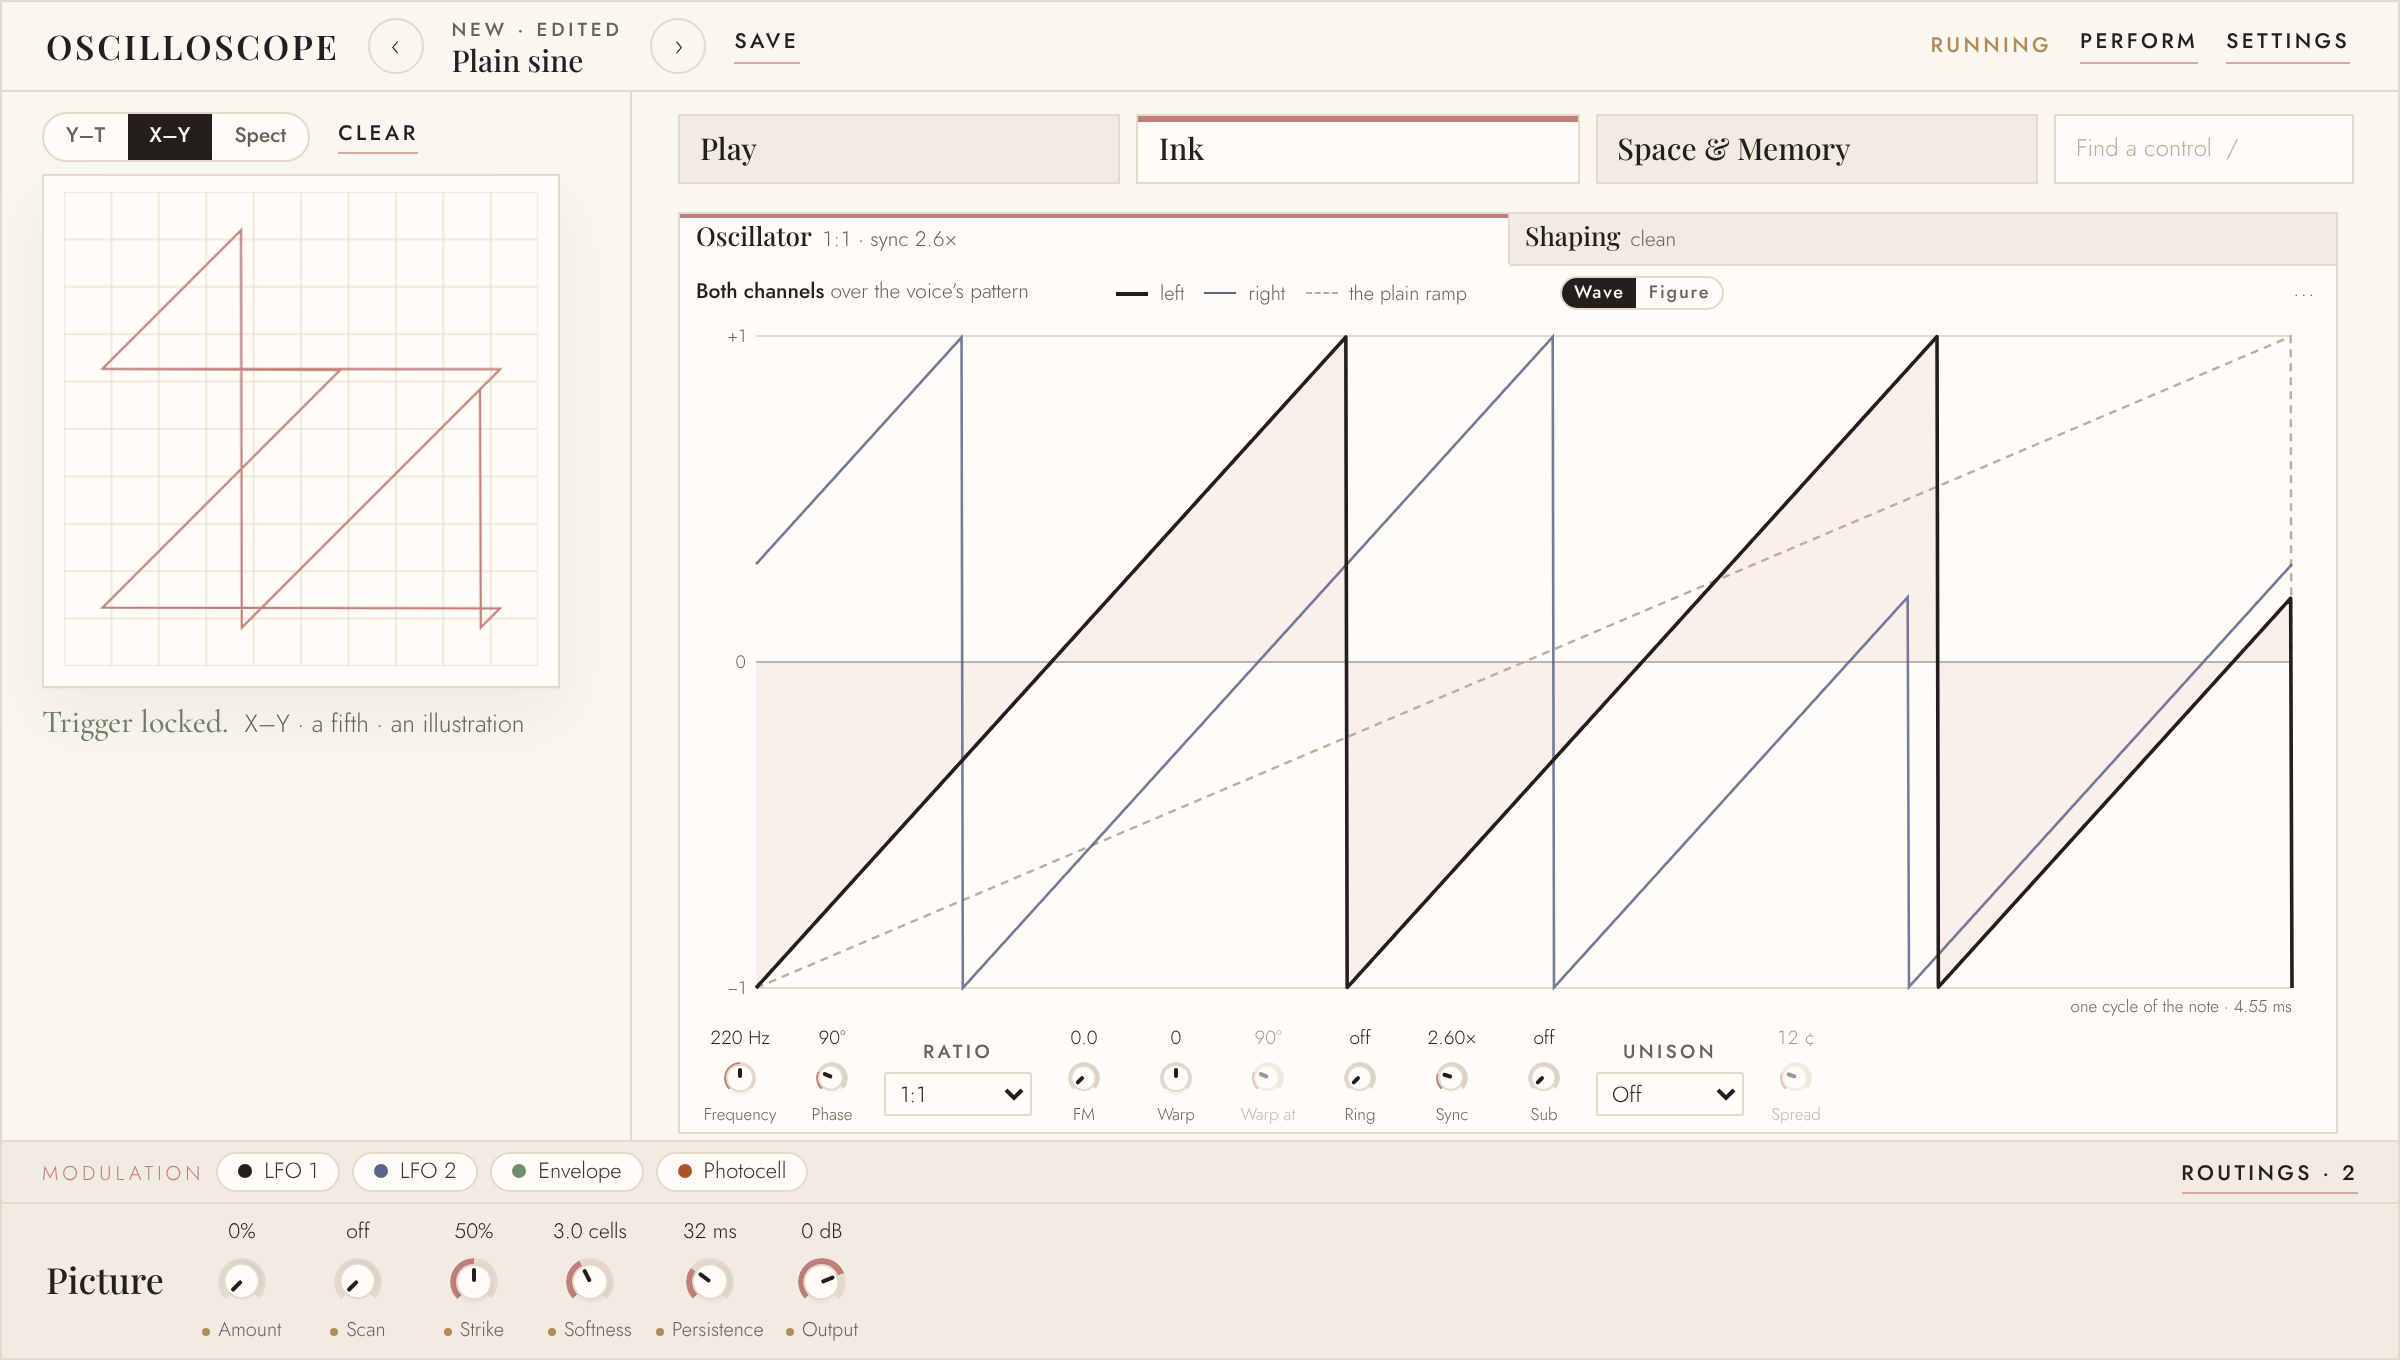 OSCILLOSCOPE
‹
NEW · EDITED
Plain sine
›
SAVE
RUNNING
PERFORM
SETTINGS
Y–T
X–Y
Spect
CLEAR
Play
Ink
Space & Memory
Find a control /
Oscillator 1:1 · sync 2.6×
Shaping clean
Both channels over the voice’s pattern
left
right
the plain ramp
Wave
Figure
...
+1
0
−1
one cycle of the note · 4.55 ms
Trigger locked. X–Y · a fifth · an illustration
220 Hz
Frequency
90°
Phase
RATIO
1:1
0.0
FM
0
Warp
90°
Warp at
off
Ring
2.60×
Sync
off
Sub
UNISON
Off
12 ¢
Spread
MODULATION
LFO 1
LFO 2
Envelope
Photocell
ROUTINGS · 2
Picture
0%
Amount
off
Scan
50%
Strike
3.0 cells
Softness
32 ms
Persistence
0 dB
Output